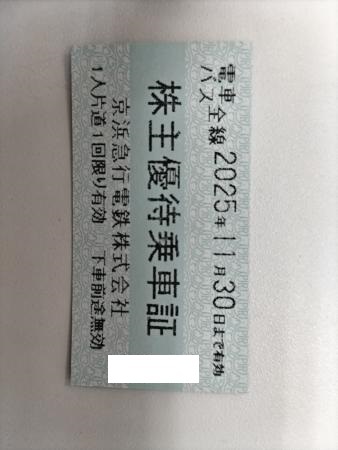 電車全線
バス
2025年11月30日まで有効
株主優待乗車証
京浜急行電鉄株式会社
1人片道1回限り有効 下車前途無効